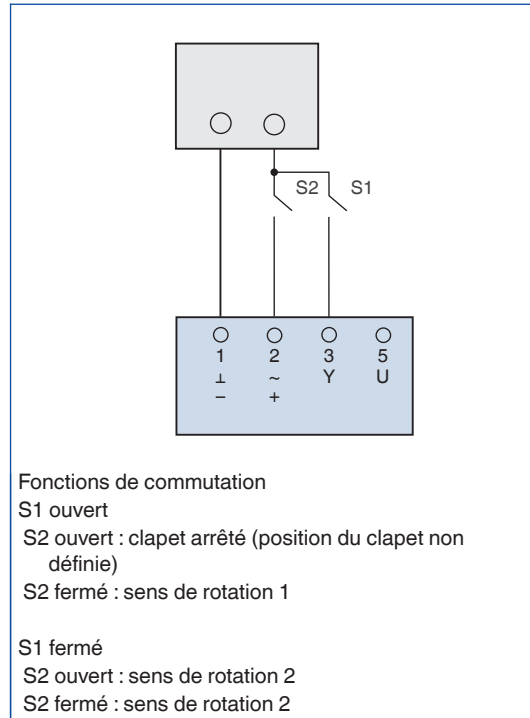 S2 S1
1 2 3 5
⊥ ~ Y U
– +
Fonctions de commutation
S1 ouvert
S2 ouvert : clapet arrêté (position du clapet non
définie)
S2 fermé : sens de rotation 1
S1 fermé
S2 ouvert : sens de rotation 2
S2 fermé : sens de rotation 2